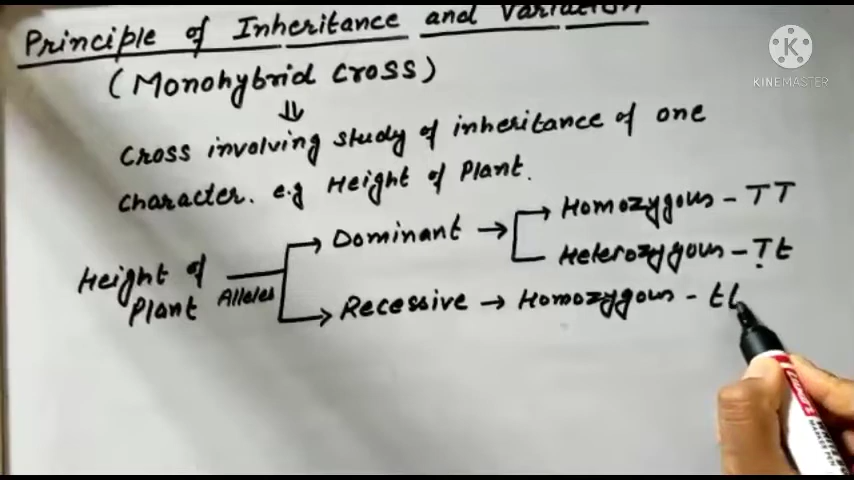 Principle of Inheritance and Variation
(Monohybrid Cross)
⇓
Cross involving study of inheritance of one
character. e.g Height of Plant.
Height of Plant
Alleles
→ Dominant → Homozygous - TT
Heterozygous - Tt
→ Recessive → Homozygous - tt
K
KINEMASTER